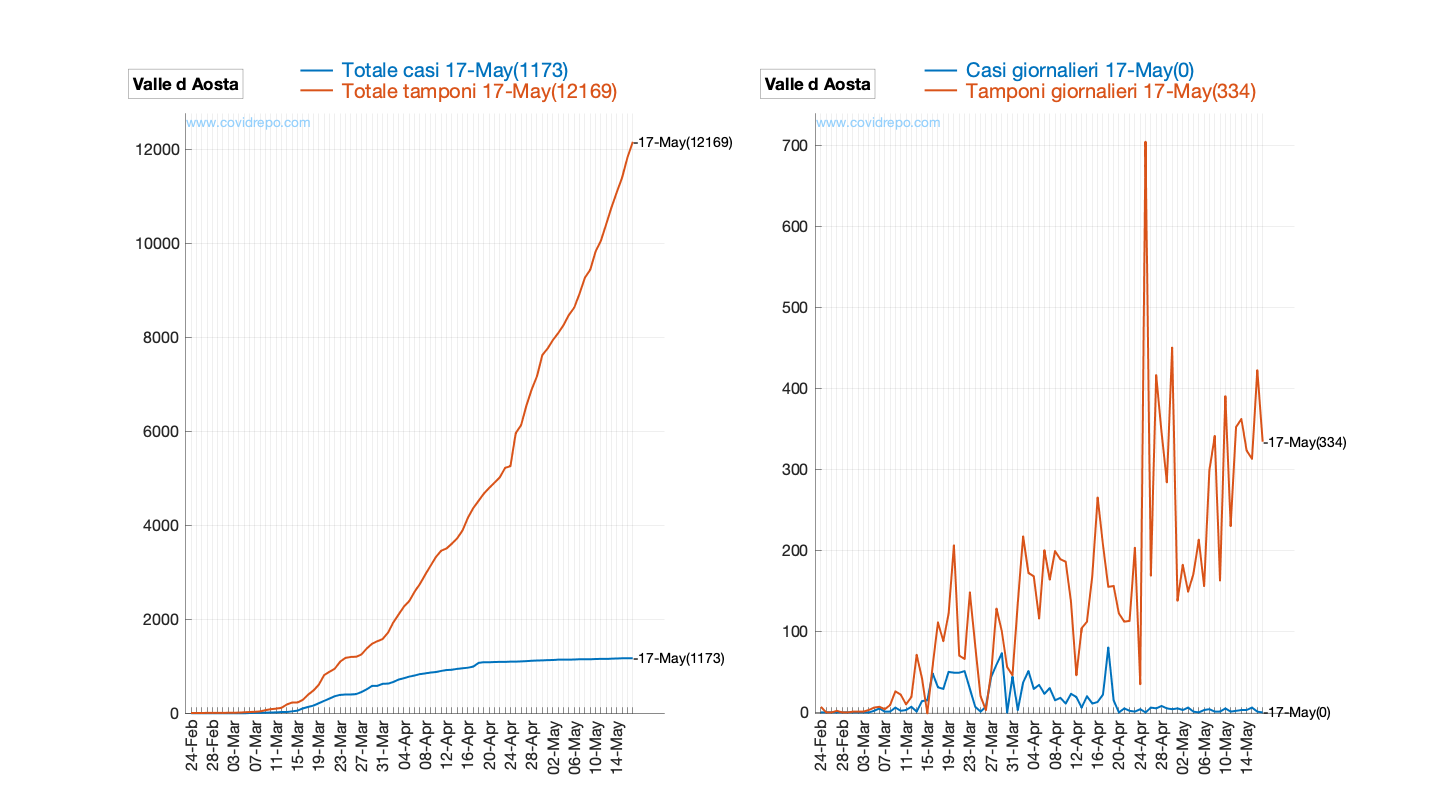 Valle d Aosta
Totale casi 17-May(1173)
Totale tamponi 17-May(12169)
www.covidrepo.com
12000
10000
8000
6000
4000
2000
0
-17-May(12169)
-17-May(1173)
24-Feb
28-Feb
03-Mar
07-Mar
11-Mar
15-Mar
19-Mar
23-Mar
27-Mar
31-Mar
04-Apr
08-Apr
12-Apr
16-Apr
20-Apr
24-Apr
28-Apr
02-May
06-May
10-May
14-May
Valle d Aosta
Casi giornalieri 17-May(0)
Tamponi giornalieri 17-May(334)
www.covidrepo.com
700
600
500
400
300
200
100
0
-17-May(334)
-17-May(0)
24-Feb
28-Feb
03-Mar
07-Mar
11-Mar
15-Mar
19-Mar
23-Mar
27-Mar
31-Mar
04-Apr
08-Apr
12-Apr
16-Apr
20-Apr
24-Apr
28-Apr
02-May
06-May
10-May
14-May